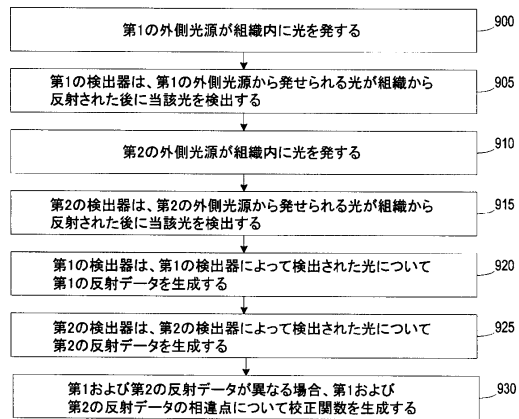 第1の外側光源が組織内に光を発する
900
第1の検出器は、第1の外側光源から発せられる光が組織から
反射された後に当該光を検出する
905
第2の外側光源が組織内に光を発する
910
第2の検出器は、第2の外側光源から発せられる光が組織から
反射された後に当該光を検出する
915
第1の検出器は、第1の検出器によって検出された光について
第1の反射データを生成する
920
第2の検出器は、第2の検出器によって検出された光について
第2の反射データを生成する
925
第1および第2の反射データが異なる場合、第1および
第2の反射データの相違点について校正関数を生成する
930